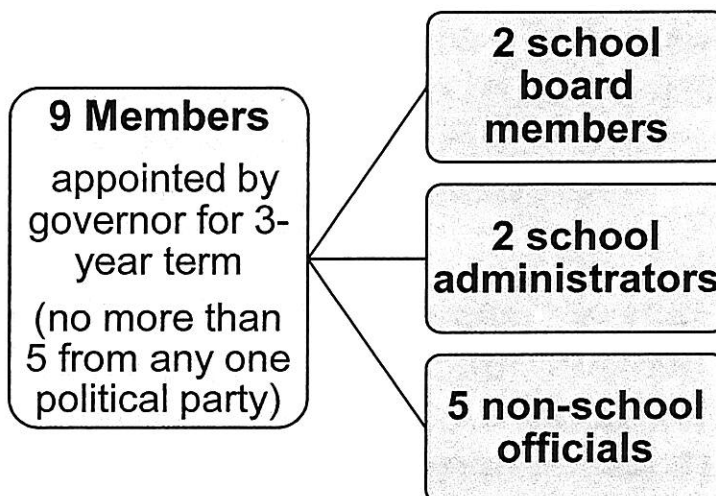 9 Members
appointed by
governor for 3-
year term
(no more than
5 from any one
political party)
2 school
board
members
2 school
administrators
5 non-school
officials